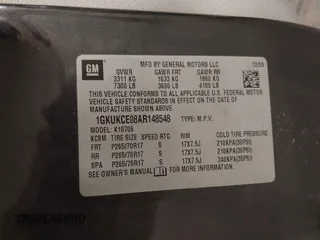 GM
MFD BY GENERAL MOTORS LLC 12/09
GVWR GAWR FRT GAWR RR
3311 KG 1633 KG 1860 KG
7300 LB 3600 LB 4100 LB
THIS VEHICLE CONFORMS TO ALL APPLICABLE U.S. FEDERAL MOTOR
VEHICLE SAFETY STANDARDS IN EFFECT ON THE DATE OF
MANUFACTURE SHOWN ABOVE.
1GKUKCE08AR148548 TYPE: M.P.V.
MODEL: K10706
KC9M TIRE SIZE SPEED RTG RIM COLD TIRE PRESSURE
FRT P265/70R17 S 17X7.5J 210KPA(30PSI)
RR P265/70R17 S 17X7.5J 210KPA(30PSI)
SPA P265/70R17 S 17X7.5J 240KPA(35PSI)
SEE OWNER'S MANUAL